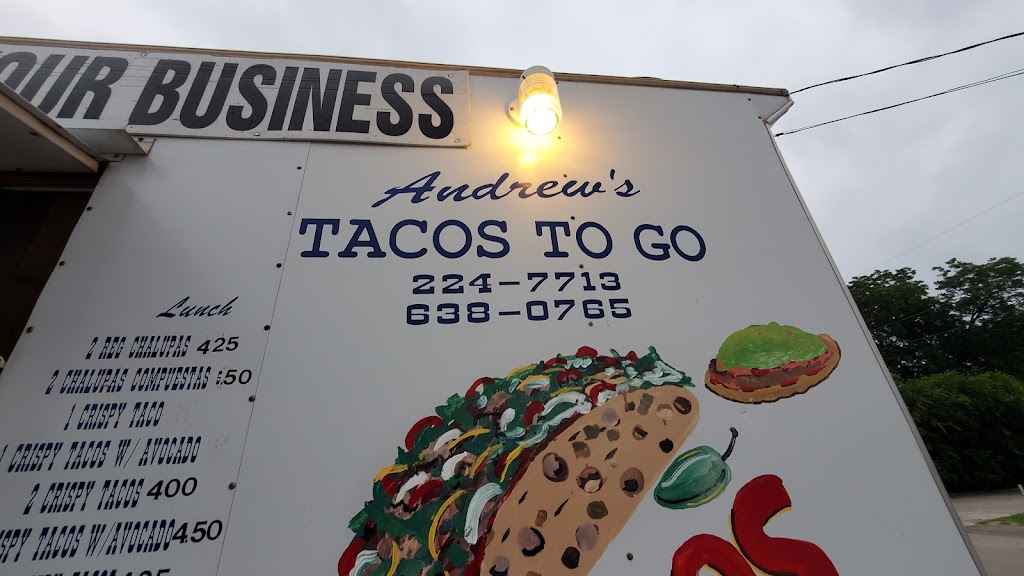 OUR BUSINESS
Andrew's
TACOS TO GO
224-7713
638-0765
Lunch
2 REG CHALUPAS 425
2 CHALUPAS COMPUESTAS 50
1 CRISPY TACO
1 CRISPY TACOS W/ AVOCADO
2 CRISPY TACOS 400
SPY TACOS W/AVOCADO 450